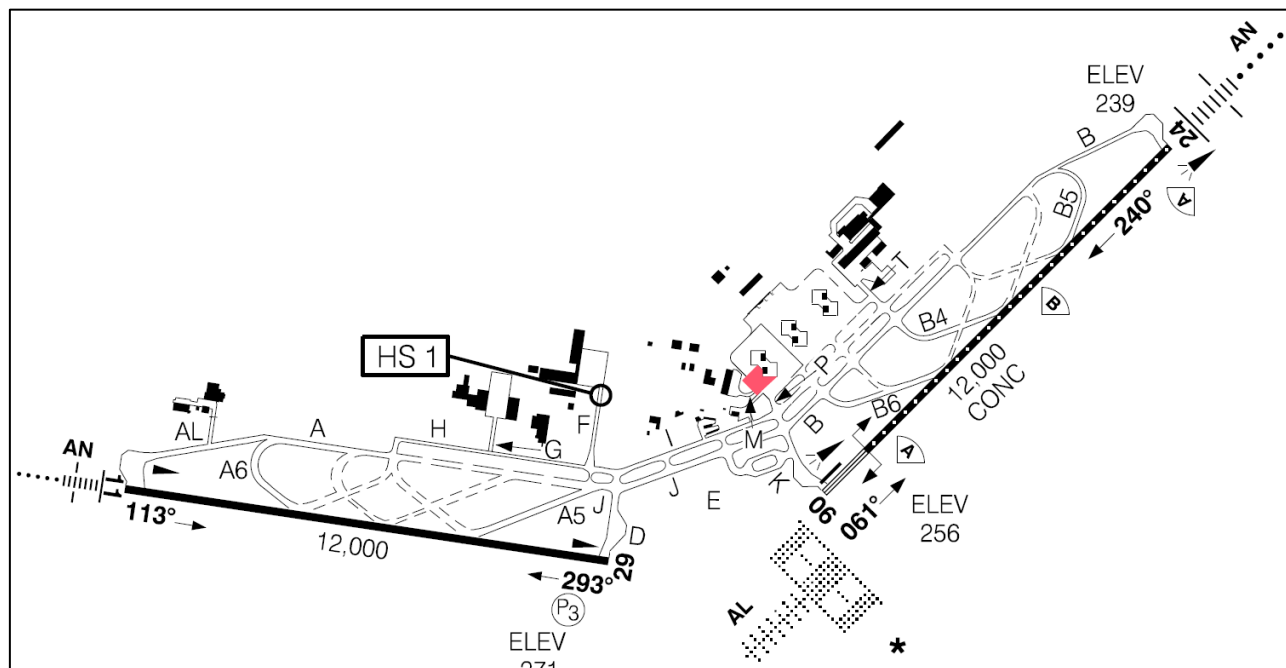 AN
ELEV
239
24
B
A
240°
B5
T
B
B4
12,000
CONC
P
HS 1
B6
F
I
M
B
A
AL
A
H
G
AN
A6
J
K
11
J
E
A5
06
061°
ELEV
256
113°
D
12,000
29
293°
P3
AL
ELEV
271
*